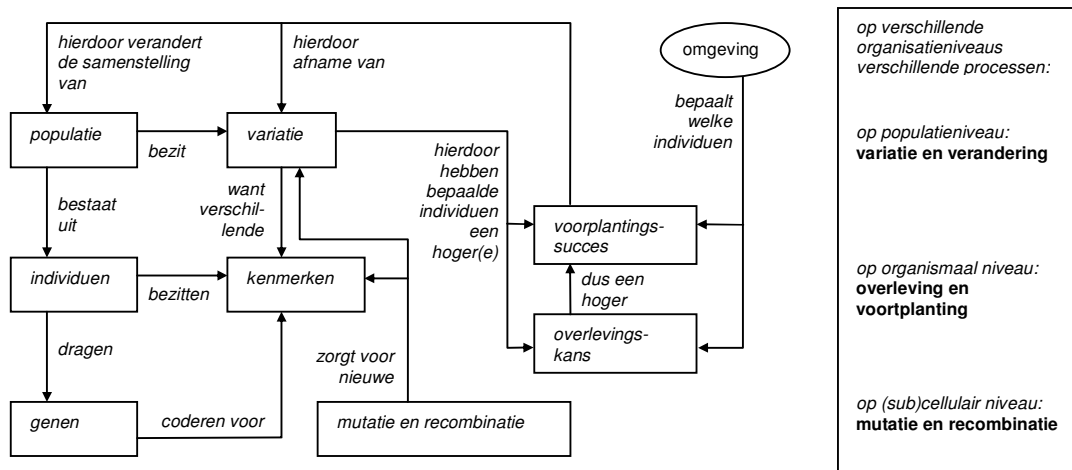 hierdoor verandert
de samenstelling
van
hierdoor
afname van
omgeving
bepaalt
welke
individuen
populatie
bezit
variatie
hierdoor
hebben
bepaalde
individuen
een
hoger(e)
bestaat
uit
want
verschil-
lende
voorplantings-
succes
individuen
bezitten
kenmerken
dus een
hoger
overlevings-
kans
dragen
zorgt voor
nieuwe
genen
coderen voor
mutatie en recombinatie
op verschillende
organisatieniveaus
verschillende processen:
op populatieniveau:
variatie en verandering
op organismaal niveau:
overleving en
voortplanting
op (sub)cellulair niveau:
mutatie en recombinatie